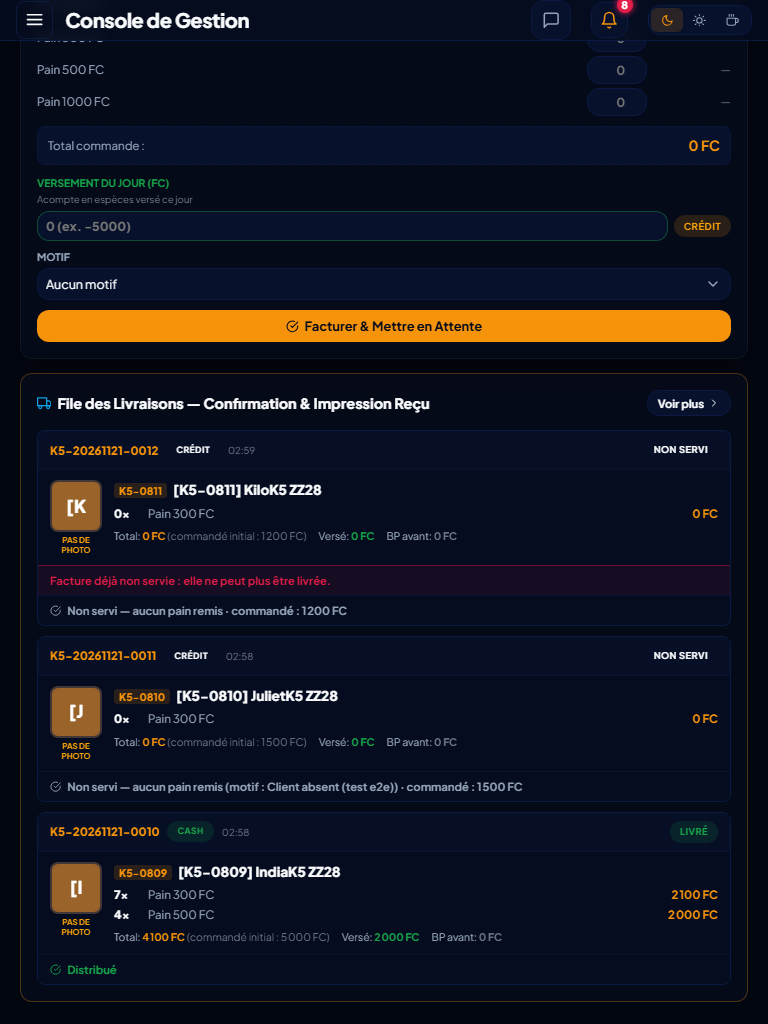 Console de Gestion
8
Pain 500 FC
0
—
Pain 1000 FC
0
—
Total commande :
0 FC
VERSEMENT DU JOUR (FC)
Acompte en espèces versé ce jour
0 (ex. -5000)
CRÉDIT
MOTIF
Aucun motif
Facturer & Mettre en Attente
File des Livraisons — Confirmation & Impression Reçu
Voir plus
K5-20261121-0012 CRÉDIT 02:59
NON SERVI
[K
PAS DE
PHOTO
K5-0811 [K5-0811] KiloK5 ZZ28
0× Pain 300 FC
0 FC
Total: 0 FC (commandé initial : 1200 FC) Versé: 0 FC BP avant: 0 FC
Facture déjà non servie : elle ne peut plus être livrée.
Non servi — aucun pain remis · commandé : 1200 FC
K5-20261121-0011 CRÉDIT 02:58
NON SERVI
[J
PAS DE
PHOTO
K5-0810 [K5-0810] JulietK5 ZZ28
0× Pain 300 FC
0 FC
Total: 0 FC (commandé initial : 1500 FC) Versé: 0 FC BP avant: 0 FC
Non servi — aucun pain remis (motif : Client absent (test e2e)) · commandé : 1500 FC
K5-20261121-0010 CASH 02:58
LIVRÉ
[I
PAS DE
PHOTO
K5-0809 [K5-0809] IndiaK5 ZZ28
7× Pain 300 FC
2100 FC
4× Pain 500 FC
2000 FC
Total: 4100 FC (commandé initial : 5000 FC) Versé: 2000 FC BP avant: 0 FC
Distribué